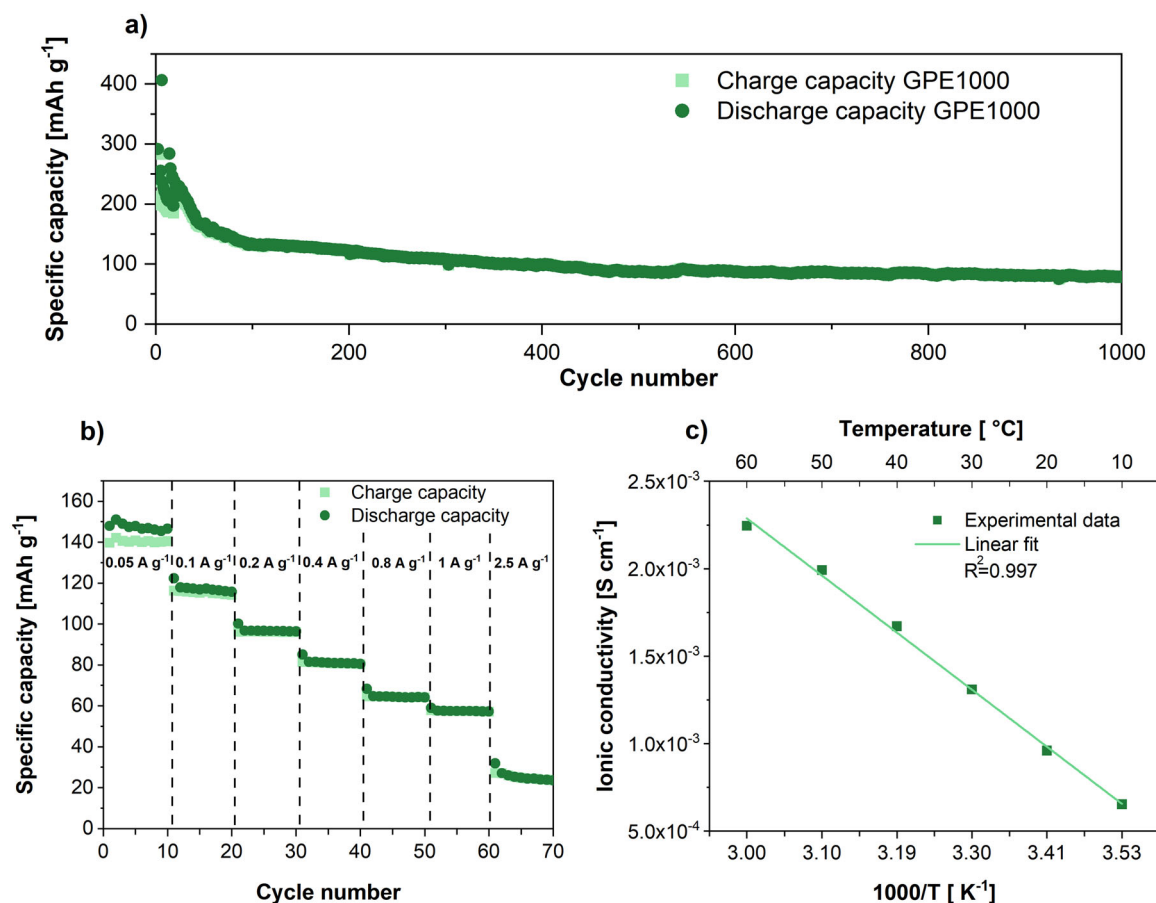 a)
Specific capacity [mAh g⁻¹]
400
300
200
100
0
Charge capacity GPE1000
Discharge capacity GPE1000
0 200 400 600 800 1000
Cycle number
b)
Specific capacity [mAh g⁻¹]
160
140
120
100
80
60
40
20
0
Charge capacity
Discharge capacity
0.05 A g⁻¹ 0.1 A g⁻¹ 0.2 A g⁻¹ 0.4 A g⁻¹ 0.8 A g⁻¹ 1 A g⁻¹ 2.5 A g⁻¹
0 10 20 30 40 50 60 70
Cycle number
c)
Temperature [ °C]
60 50 40 30 20 10
Ionic conductivity [S cm⁻¹]
2.5x10⁻³
2.0x10⁻³
1.5x10⁻³
1.0x10⁻³
5.0x10⁻⁴
Experimental data
Linear fit
R²=0.997
3.00 3.10 3.19 3.30 3.41 3.53
1000/T [ K⁻¹]